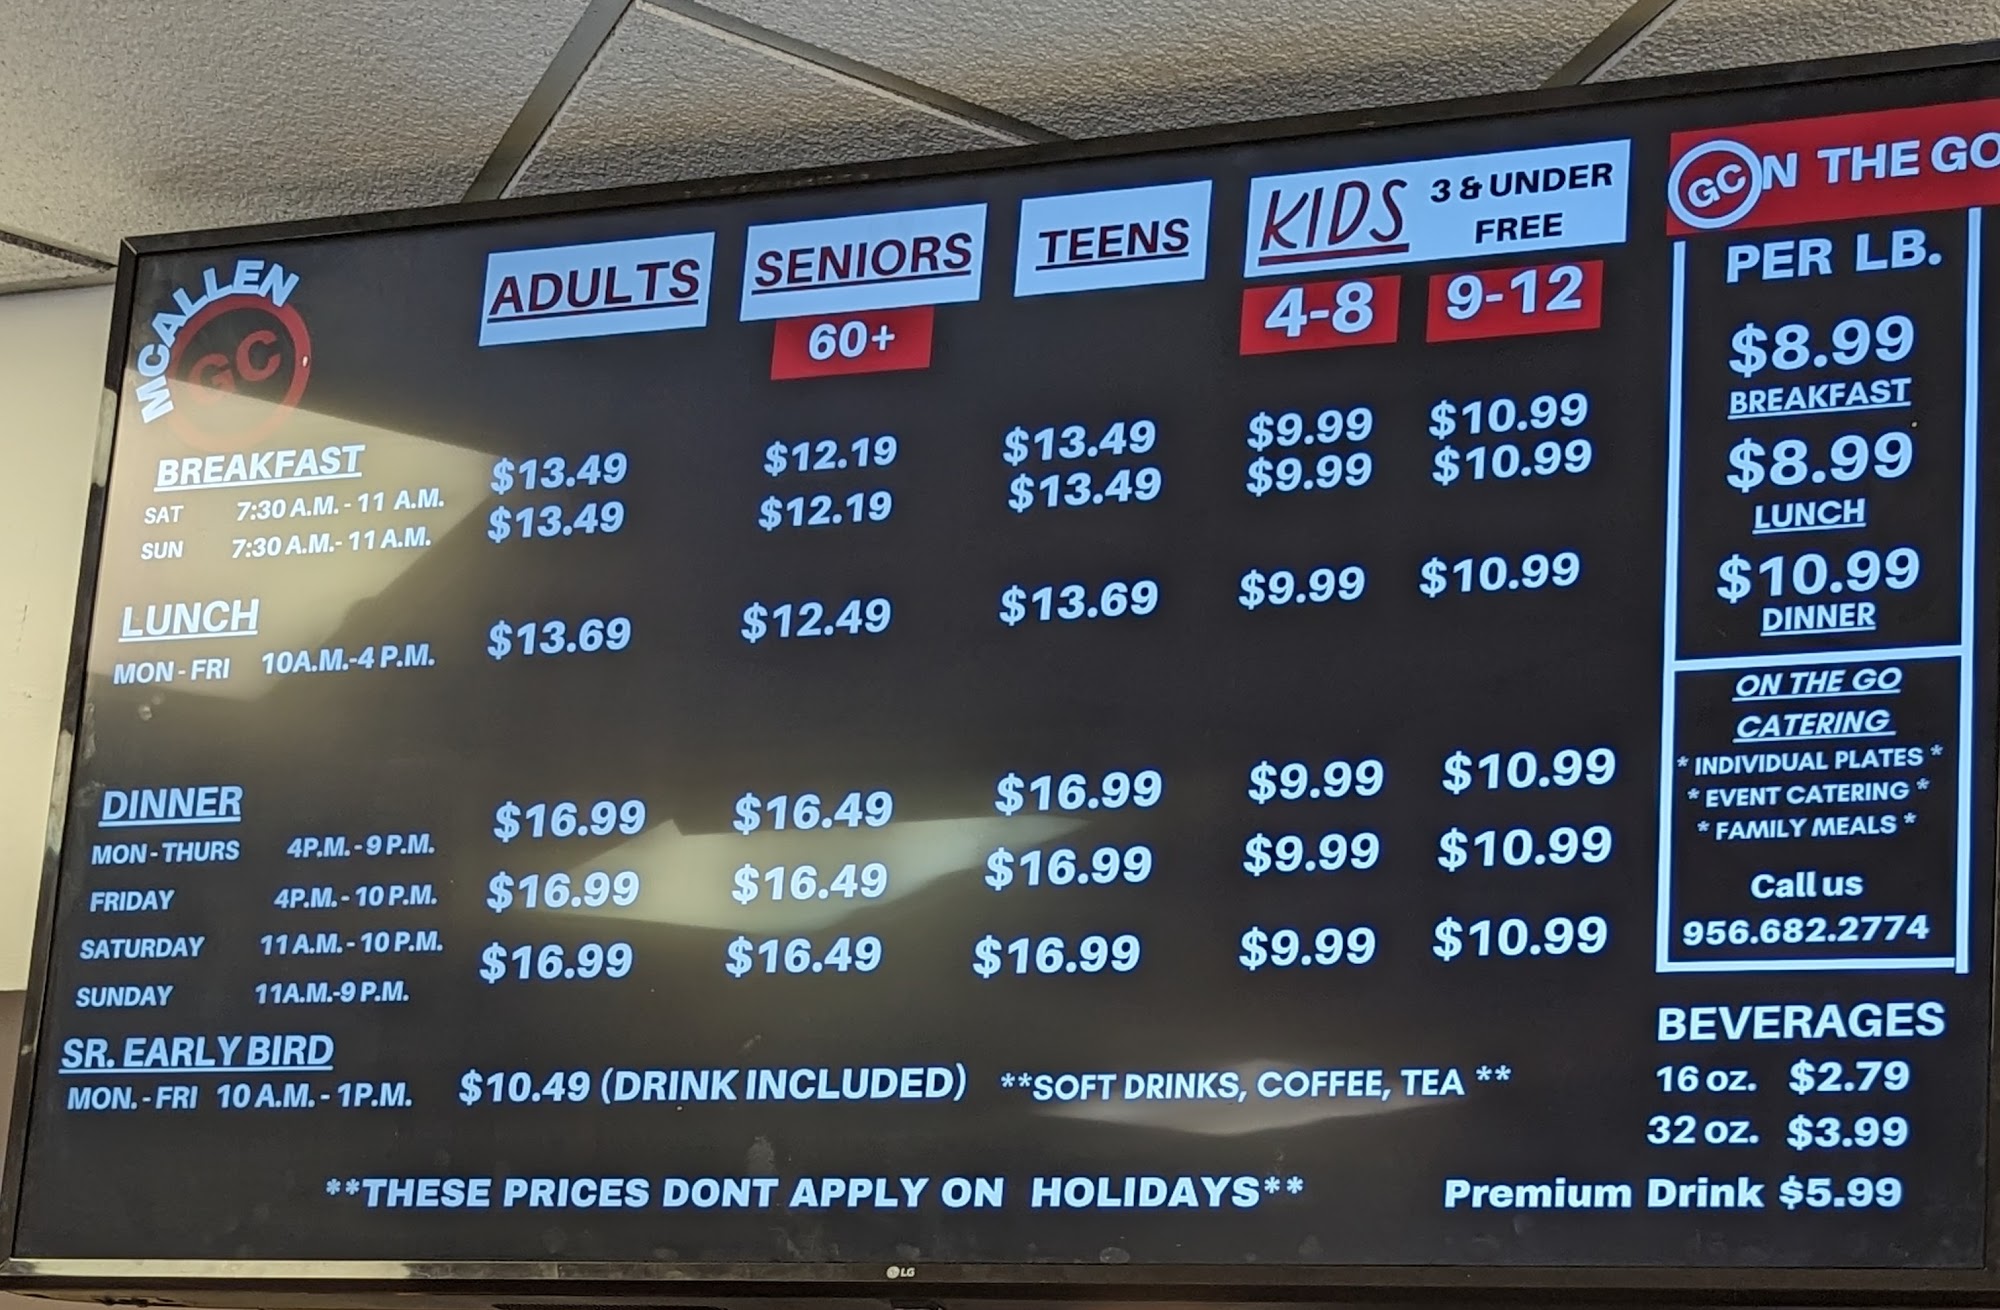 MCALLEN
GC
ADULTS
SENIORS
60+
TEENS
KIDS 3 & UNDER
FREE
4-8 9-12
BREAKFAST
SAT 7:30 A.M. - 11 A.M. $13.49 $12.19 $13.49 $9.99 $10.99
SUN 7:30 A.M.- 11 A.M. $13.49 $12.19 $13.49 $9.99 $10.99
LUNCH
MON - FRI 10A.M.-4 P.M. $13.69 $12.49 $13.69 $9.99 $10.99
DINNER
$16.99 $16.49 $16.99 $9.99 $10.99
MON - THURS 4P.M. - 9 P.M.
$16.99 $16.49 $16.99 $9.99 $10.99
FRIDAY 4P.M. - 10 P.M.
$16.99 $16.49 $16.99 $9.99 $10.99
SATURDAY 11 A.M. - 10 P.M.
SUNDAY 11A.M.-9 P.M.
SR. EARLY BIRD
MON. - FRI 10 A.M. - 1P.M. $10.49 (DRINK INCLUDED) **SOFT DRINKS, COFFEE, TEA **
**THESE PRICES DONT APPLY ON HOLIDAYS**
GC N THE GO
PER LB.
$8.99
BREAKFAST
$8.99
LUNCH
$10.99
DINNER
ON THE GO
CATERING
* INDIVIDUAL PLATES *
* EVENT CATERING *
* FAMILY MEALS *
Call us
956.682.2774
BEVERAGES
16 oz. $2.79
32 oz. $3.99
Premium Drink $5.99
LG